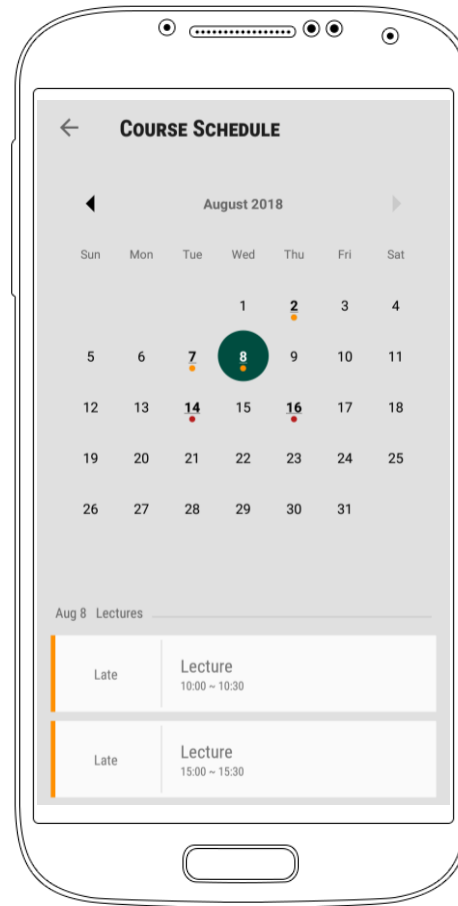 COURSE SCHEDULE
August 2018
Sun Mon Tue Wed Thu Fri Sat
1 2 3 4
5 6 7 8 9 10 11
12 13 14 15 16 17 18
19 20 21 22 23 24 25
26 27 28 29 30 31
Aug 8 Lectures
Late
Lecture
10:00 ~ 10:30
Late
Lecture
15:00 ~ 15:30